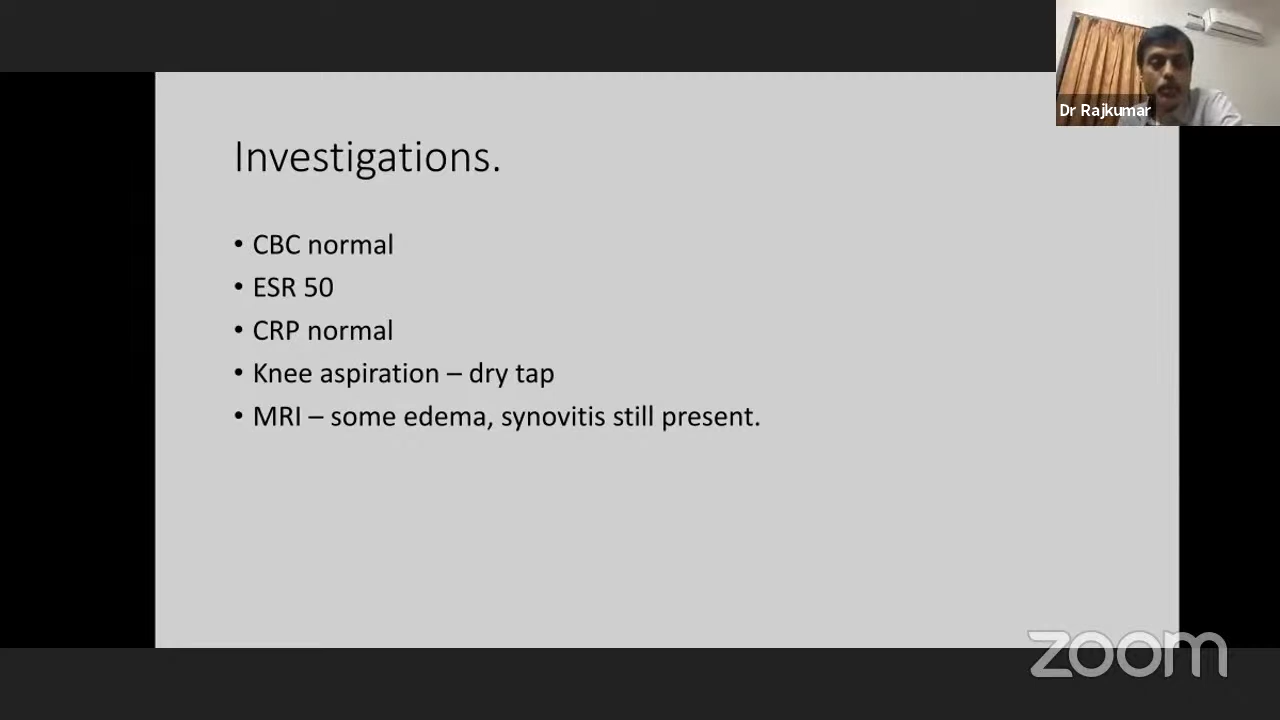 Dr Rajkumar
Investigations.
• CBC normal
• ESR 50
• CRP normal
• Knee aspiration – dry tap
• MRI – some edema, synovitis still present.
zoom